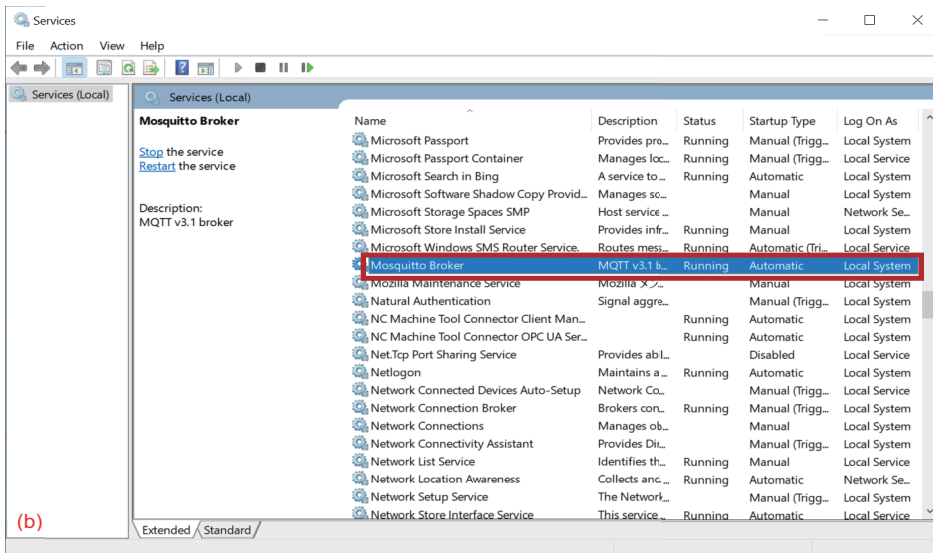 Services
File Action View Help
Services (Local)
Services (Local)
Mosquitto Broker
Stop the service
Restart the service
Description:
MQTT v3.1 broker
Name Description Status Startup Type Log On As
Microsoft Passport Provides pro... Running Manual (Trigg... Local System
Microsoft Passport Container Manages loc... Running Manual (Trigg... Local Service
Microsoft Search in Bing A service to ... Running Automatic Local System
Microsoft Software Shadow Copy Provid... Manages so... Manual Local System
Microsoft Storage Spaces SMP Host service ... Manual Network Se...
Microsoft Store Install Service Provides infr... Running Manual Local System
Microsoft Windows SMS Router Service. Routes mess... Running Automatic (Tri... Local Service
Mosquitto Broker MQTT v3.1 b... Running Automatic Local System
Mozilla Maintenance Service Mozilla メン... Manual Local System
Natural Authentication Signal aggre... Manual (Trigg... Local System
NC Machine Tool Connector Client Man... Running Automatic Local System
NC Machine Tool Connector OPC UA Ser... Running Automatic Local System
Net.Tcp Port Sharing Service Provides abil... Disabled Local Service
Netlogon Maintains a ... Running Automatic Local System
Network Connected Devices Auto-Setup Network Co... Manual (Trigg... Local Service
Network Connection Broker Brokers con... Running Manual (Trigg... Local System
Network Connections Manages ob... Manual Local System
Network Connectivity Assistant Provides Dir... Manual (Trigg... Local System
Network List Service Identifies th... Running Manual Local Service
Network Location Awareness Collects and ... Running Automatic Network Se...
Network Setup Service The Network... Manual (Trigg... Local System
Network Store Interface Service This service ... Running Automatic Local Service
(b)
Extended Standard